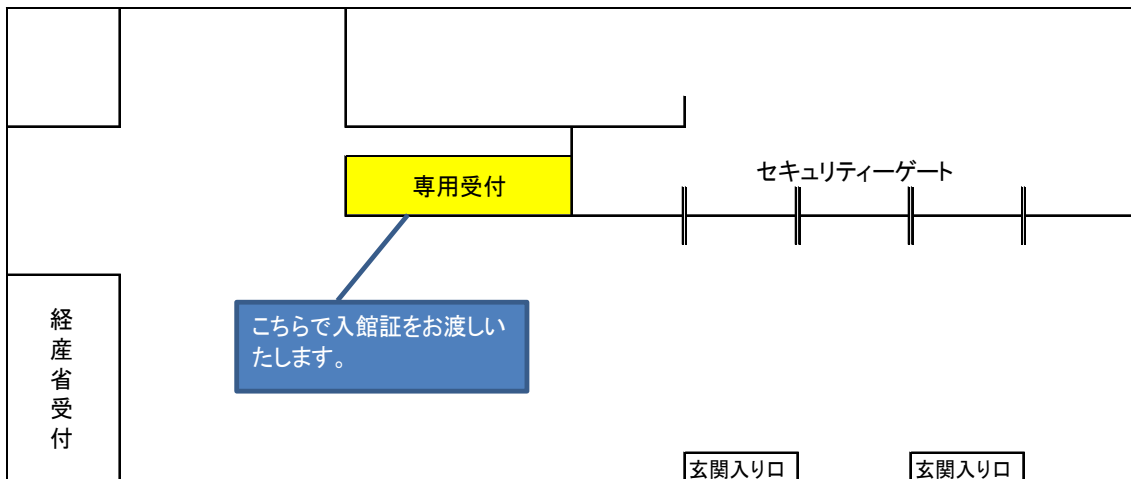 セキュリティーゲート
専用受付
こちらで入館証をお渡しい
たします。
経産省受付
玄関入り口
玄関入り口